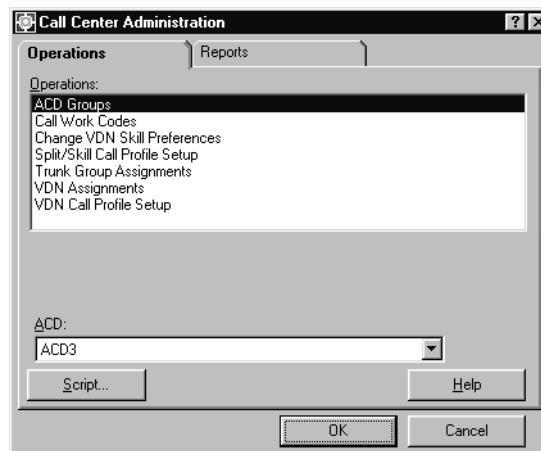 Call Center Administration
Operations
Reports
Operations:
ACD Groups
Call Work Codes
Change VDN Skill Preferences
Split/Skill Call Profile Setup
Trunk Group Assignments
VDN Assignments
VDN Call Profile Setup
ACD:
ACD3
Script...
Help
OK
Cancel